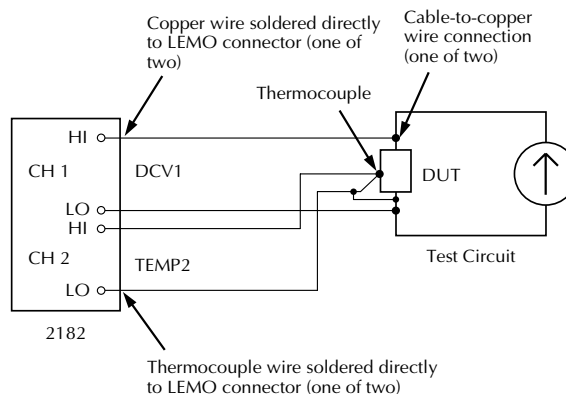 Copper wire soldered directly
to LEMO connector (one of
two)
Cable-to-copper
wire connection
(one of two)
Thermocouple
HI
CH 1
DCV1
DUT
LO
HI
CH 2
TEMP2
Test Circuit
LO
2182
Thermocouple wire soldered directly
to LEMO connector (one of two)